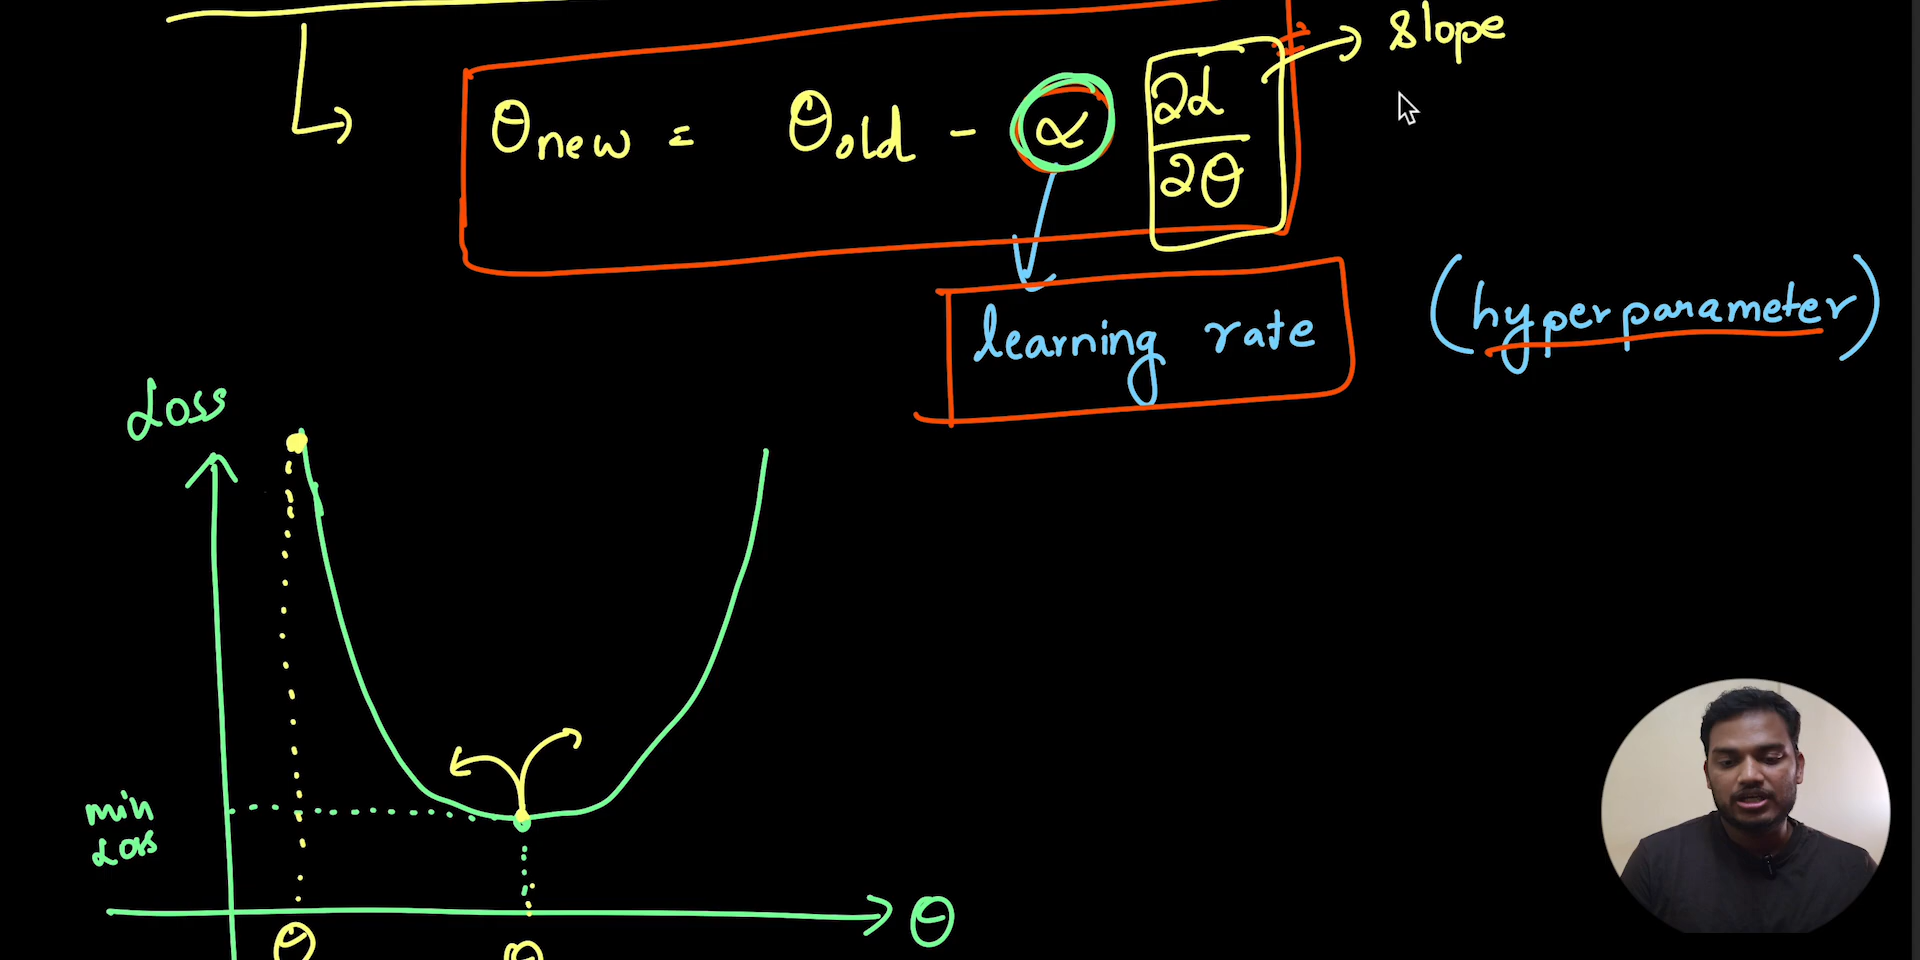 Slope
θnew = θold - α ∂L/∂θ
learning rate
(hyperparameter)
Loss
min
Loss
θ
θ
θ